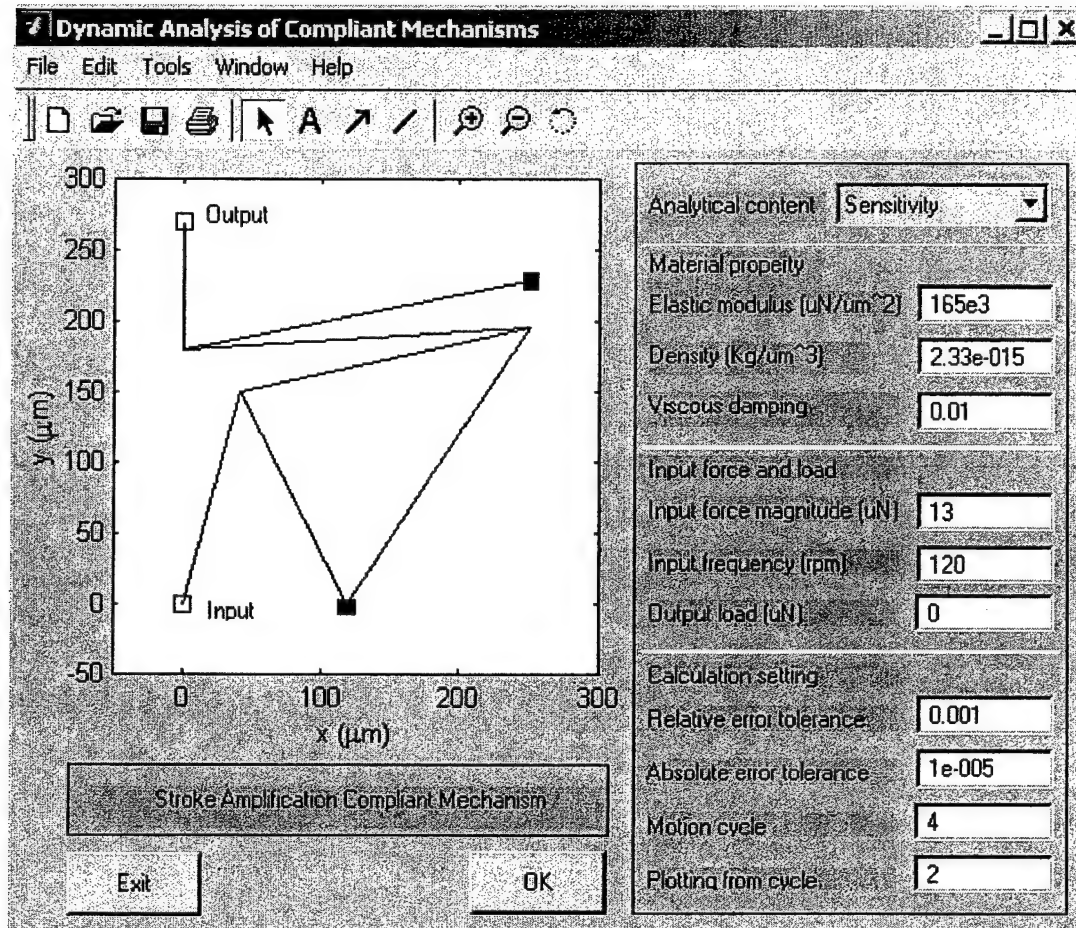 Dynamic Analysis of Compliant Mechanisms
File Edit Tools Window Help
A
300
250
200
150
100
50
0
-50
0 100 200 300
y (μm)
x (μm)
Output
Input
Stroke Amplification Compliant Mechanism
Exit
OK
Analytical content Sensitivity
Material property
Elastic modulus (uN/um^2) 165e3
Density (Kg/um^3) 2.33e-015
Viscous damping 0.01
Input force and load
Input force magnitude (uN) 13
Input frequency (rpm) 120
Output load (uN) 0
Calculation setting
Relative error tolerance 0.001
Absolute error tolerance 1e-005
Motion cycle 4
Plotting from cycle 2